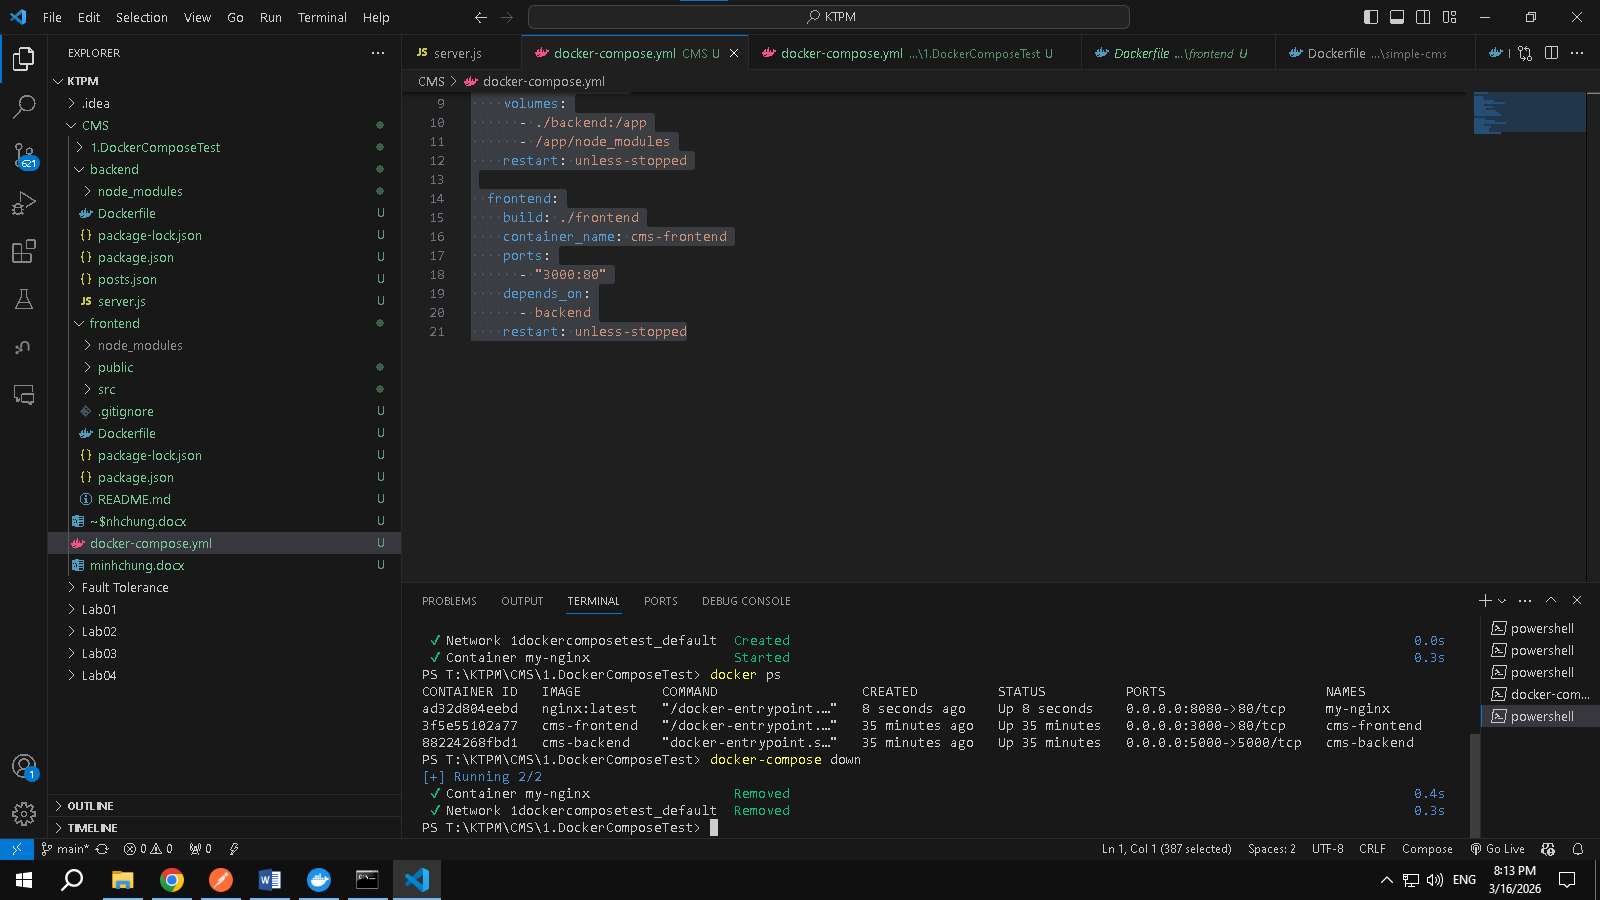 File Edit Selection View Go Run Terminal Help
KTPM
EXPLORER
KTPM
.idea
CMS
1.DockerComposeTest
backend
node_modules
Dockerfile U
package-lock.json U
package.json U
posts.json U
JS server.js U
frontend
node_modules
public
src
.gitignore U
Dockerfile U
package-lock.json U
package.json U
README.md U
~$nhchung.docx U
docker-compose.yml U
minhchung.docx U
Fault Tolerance
Lab01
Lab02
Lab03
Lab04
OUTLINE
TIMELINE
621
1
JS server.js
docker-compose.yml CMS U
docker-compose.yml ...\1.DockerComposeTest U
Dockerfile ...\frontend U
Dockerfile ...\simple-cms
CMS > docker-compose.yml
9 volumes:
10 - ./backend:/app
11 - /app/node_modules
12 restart: unless-stopped
13
14 frontend:
15 build: ./frontend
16 container_name: cms-frontend
17 ports:
18 - "3000:80"
19 depends_on:
20 - backend
21 restart: unless-stopped
PROBLEMS OUTPUT TERMINAL PORTS DEBUG CONSOLE
✓ Network 1dockercomposetest_default Created 0.0s
✓ Container my-nginx Started 0.3s
PS T:\KTPM\CMS\1.DockerComposeTest> docker ps
CONTAINER ID IMAGE COMMAND CREATED STATUS PORTS NAMES
ad32d804eebd nginx:latest "/docker-entrypoint.…" 8 seconds ago Up 8 seconds 0.0.0.0:8080->80/tcp my-nginx
3f5e55102a77 cms-frontend "/docker-entrypoint.…" 35 minutes ago Up 35 minutes 0.0.0.0:3000->80/tcp cms-frontend
88224268fbd1 cms-backend "docker-entrypoint.s…" 35 minutes ago Up 35 minutes 0.0.0.0:5000->5000/tcp cms-backend
PS T:\KTPM\CMS\1.DockerComposeTest> docker-compose down
[+] Running 2/2
✓ Container my-nginx Removed 0.4s
✓ Network 1dockercomposetest_default Removed 0.3s
PS T:\KTPM\CMS\1.DockerComposeTest>
powershell
powershell
powershell
docker-com...
powershell
main* 0 0 0
Ln 1, Col 1 (387 selected) Spaces: 2 UTF-8 CRLF Compose Go Live
ENG
8:13 PM
3/16/2026